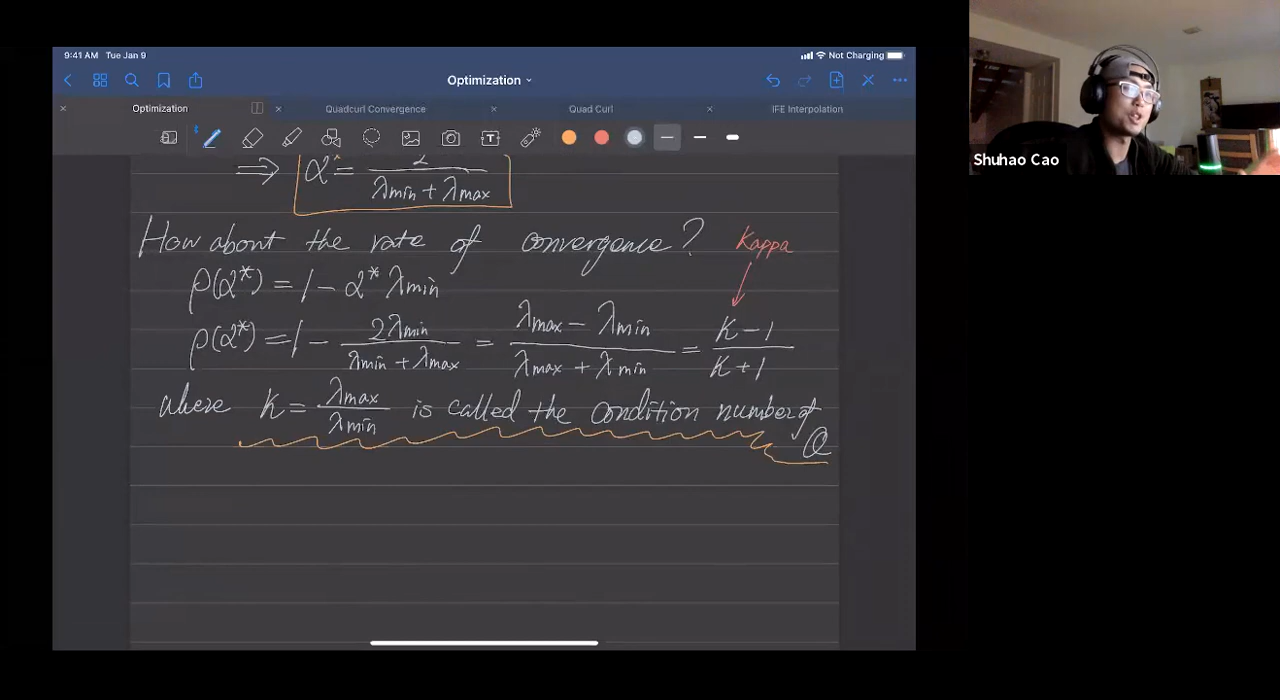 9:41 AM Tue Jan 9
Not Charging
Optimization
Optimization
Quadcurl Convergence
Quad Curl
IFE Interpolation
Shuhao Cao
⇒ α* = 2 / (λmin + λmax)
How about the rate of convergence?
Kappa
ρ(α*) = 1 - α* λmin
ρ(α*) = 1 - 2λmin / (λmin + λmax) = (λmax - λmin) / (λmax + λmin) = (κ - 1) / (κ + 1)
where κ = λmax / λmin is called the condition number of
Q